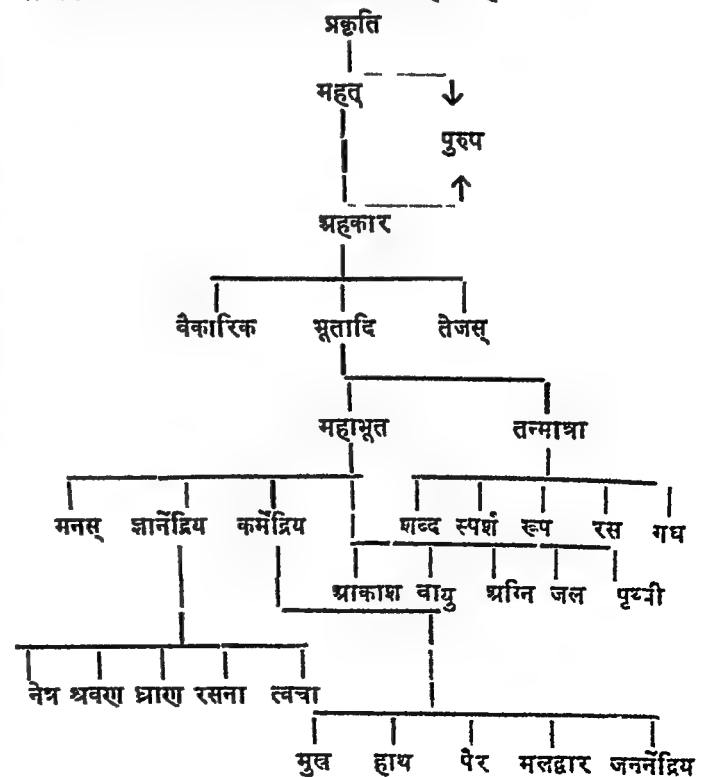 प्रकृति
महत्
पुरुष
अहकार
वैकारिक भूतादि तेजस्
महाभूत तन्मात्रा
मनस् ज्ञानेंद्रिय कर्मेंद्रिय शब्द स्पर्श रूप रस गध
आकाश वायु अग्नि जल पृथ्वी
नेत्र श्रवण घ्राण रसना त्वचा
मुख हाथ पैर मलद्वार जननेंद्रिय